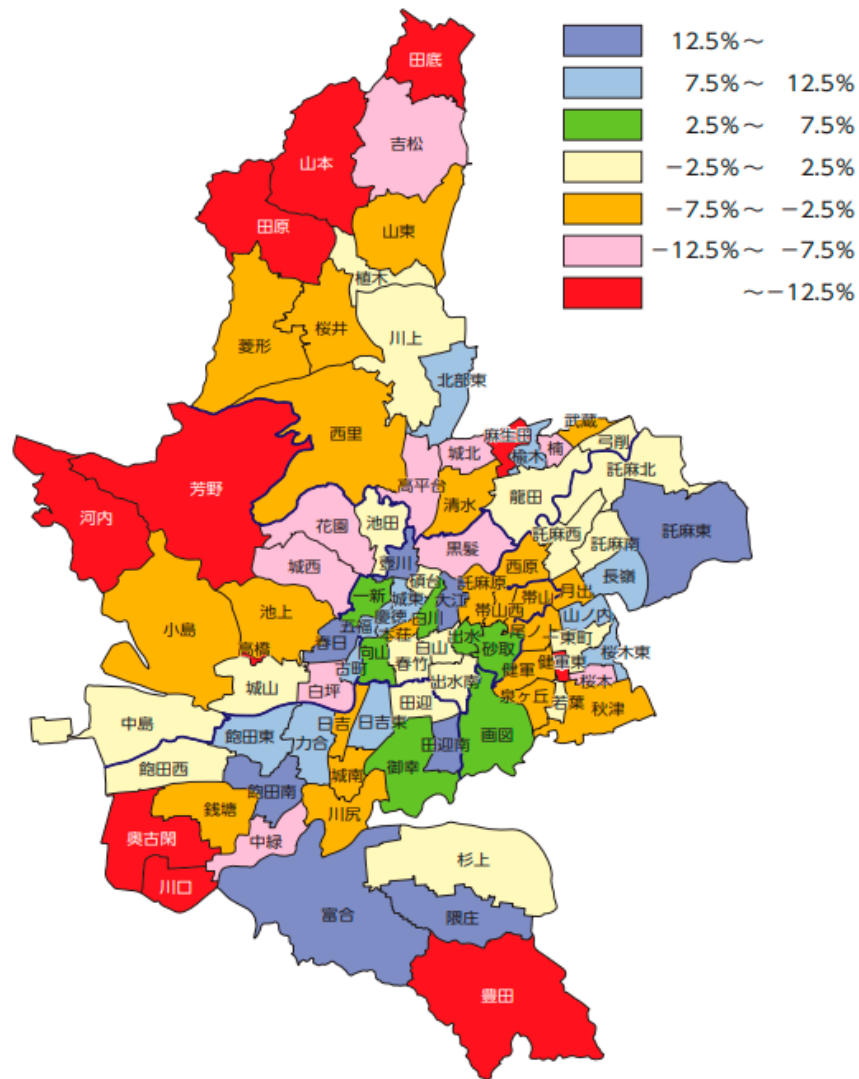 12.5%～
7.5%～ 12.5%
2.5%～ 7.5%
−2.5%～ 2.5%
−7.5%～ −2.5%
−12.5%～ −7.5%
～−12.5%
田底
吉松
山本
田原
山東
植木
桜井
菱形
川上
北部東
西里
武蔵
麻生田
弓削
城北
楡木
楠
託麻北
芳野
高平台
清水
龍田
河内
花園
池田
託麻西
託麻東
黒髪
託麻南
城西
壺川
西原
碩台
託麻原
月出
長嶺
一新
城東
大江
帯山
池上
慶徳
白川
帯山西
山ノ内
小島
五福
本荘
尾ノ上
東町
春日
出水
砂取
高橋
古町
向山
白山
春竹
健軍
健軍東
桜木東
桜木
城山
白坪
出水南
泉ヶ丘
若葉
秋津
田迎
中島
日吉
日吉東
飽田東
力合
田迎南
画図
飽田西
御幸
城南
飽田南
銭塘
川尻
奥古閑
中緑
杉上
川口
富合
隈庄
豊田